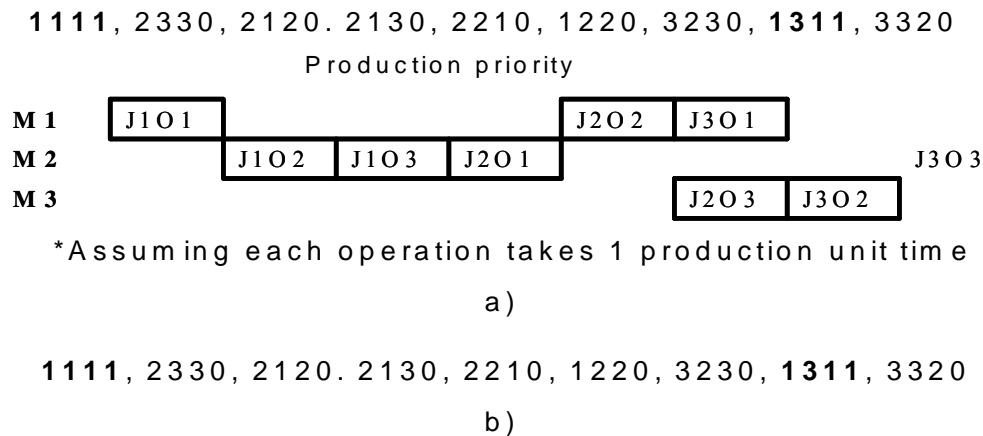 1111, 2330, 2120. 2130, 2210, 1220, 3230, 1311, 3320
Production priority
M1 J1O1 J2O2 J3O1
M2 J1O2 J1O3 J2O1 J3O3
M3 J2O3 J3O2
*Assuming each operation takes 1 production unit time
a)
1111, 2330, 2120. 2130, 2210, 1220, 3230, 1311, 3320
b)